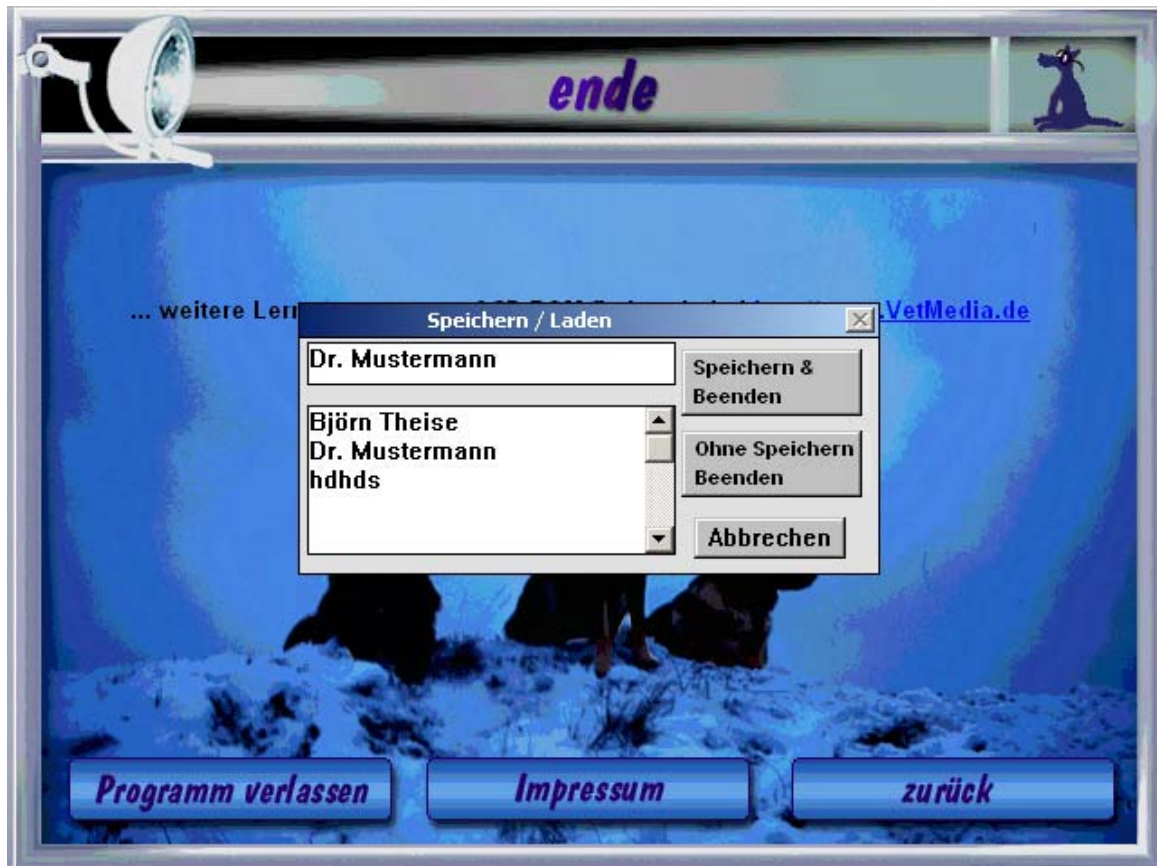 ende
... weitere
.VetMedia.de
Speichern / Laden
Dr. Mustermann
Speichern &
Beenden
Björn Theise
Dr. Mustermann
hdhds
Ohne Speichern
Beenden
Abbrechen
Programm verlassen
Impressum
zurück